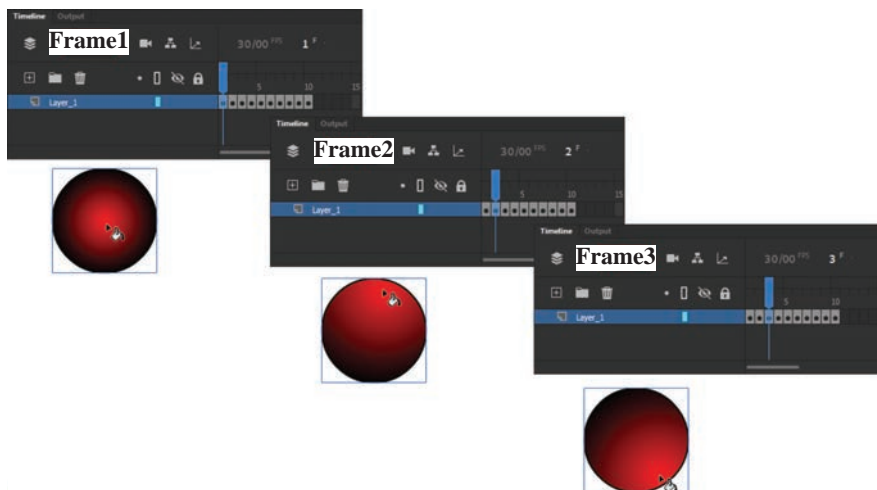 Timeline Output
Frame1 30/00 FPS 1 F
5 10 15
Layer_1
Timeline Output
Frame2 30/00 FPS 2 F
5 10 15
Layer_1
Timeline Output
Frame3 30/00 FPS 3 F
5 10
Layer_1